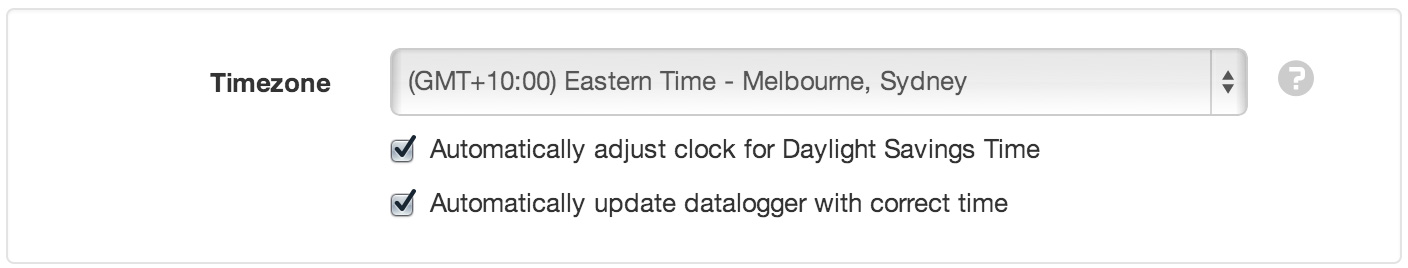 Timezone (GMT+10:00) Eastern Time - Melbourne, Sydney ?
Automatically adjust clock for Daylight Savings Time
Automatically update datalogger with correct time